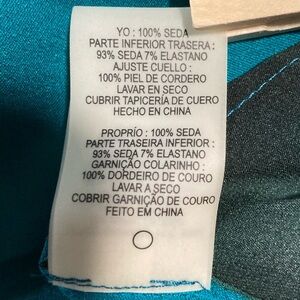 YO : 100% SEDA
PARTE INFERIOR TRASERA :
93% SEDA 7% ELASTANO
AJUSTE CUELLO :
100% PIEL DE CORDERO
LAVAR EN SECO
CUBRIR TAPICERÍA DE CUERO
HECHO EN CHINA
PROPRÍO : 100% SEDA
PARTE TRASEIRA INFERIOR :
93% SEDA 7% ELASTANO
GARNIÇÃO COLARINHO :
100% DORDEIRO DE COURO
LAVAR A SECO
COBRIR GARNIÇÃO DE COURO
FEITO EM CHINA